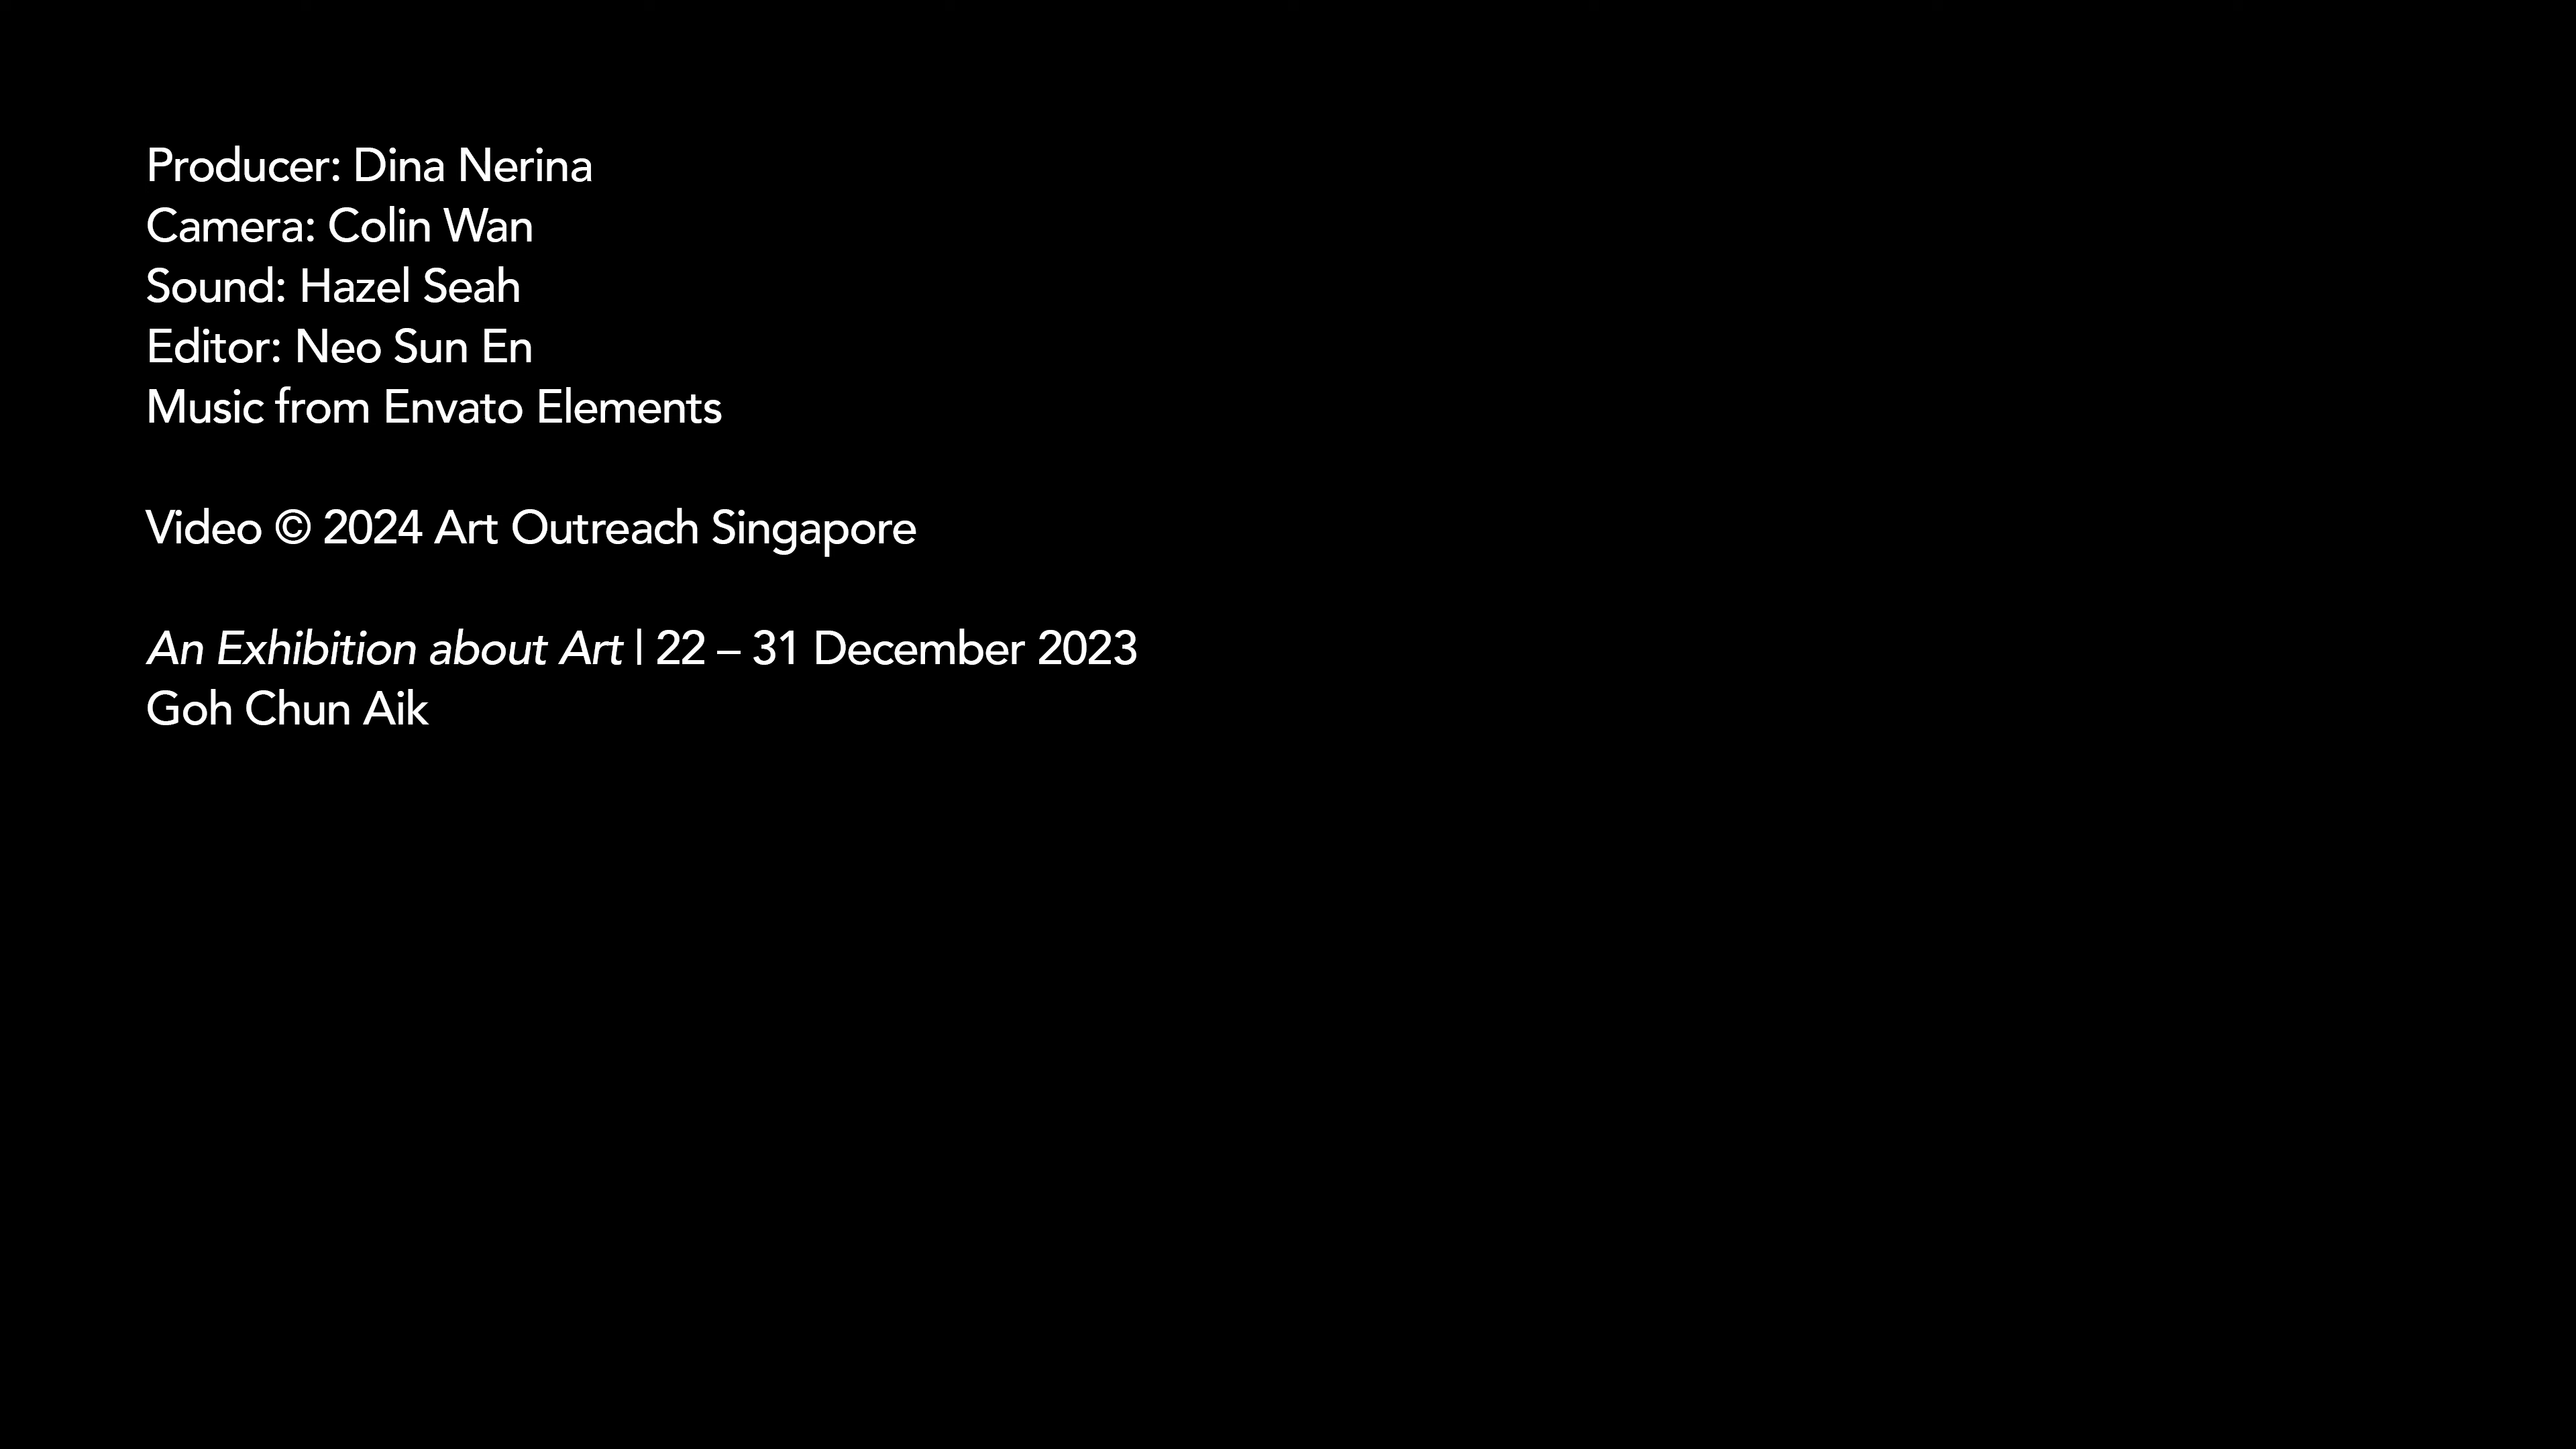 Producer: Dina Nerina
Camera: Colin Wan
Sound: Hazel Seah
Editor: Neo Sun En
Music from Envato Elements
Video © 2024 Art Outreach Singapore
An Exhibition about Art | 22 – 31 December 2023
Goh Chun Aik